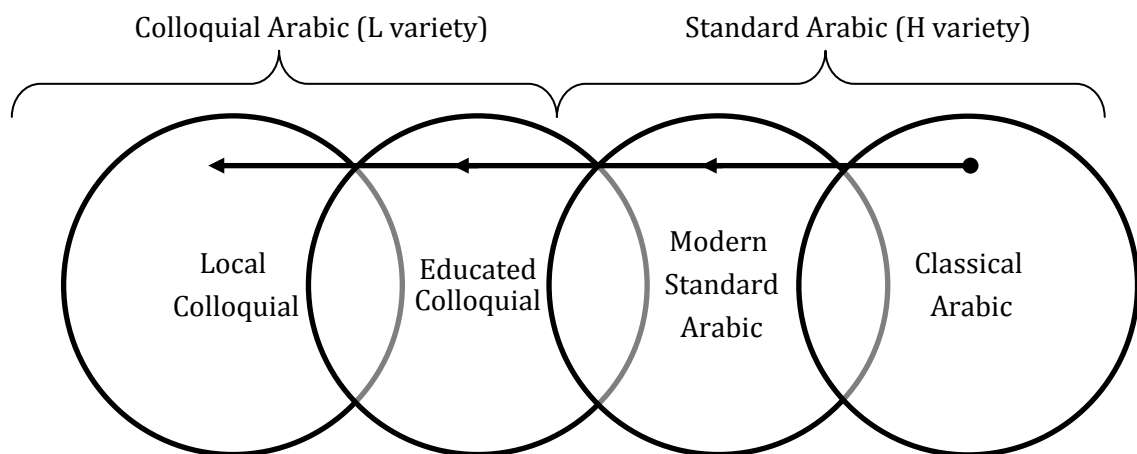 Colloquial Arabic (L variety)
Standard Arabic (H variety)
Local
Colloquial
Educated
Colloquial
Modern
Standard
Arabic
Classical
Arabic